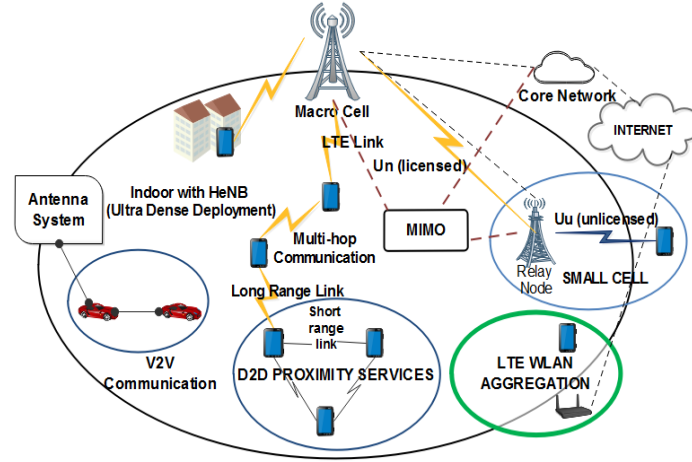 Macro Cell
Core Network
INTERNET
LTE Link
Un (licensed)
Indoor with HeNB
(Ultra Dense Deployment)
Antenna
System
MIMO
Uu (unlicensed)
Relay
Node
SMALL CELL
Multi-hop
Communication
Long Range Link
Short
range
link
D2D PROXIMITY SERVICES
V2V
Communication
LTE WLAN
AGGREGATION